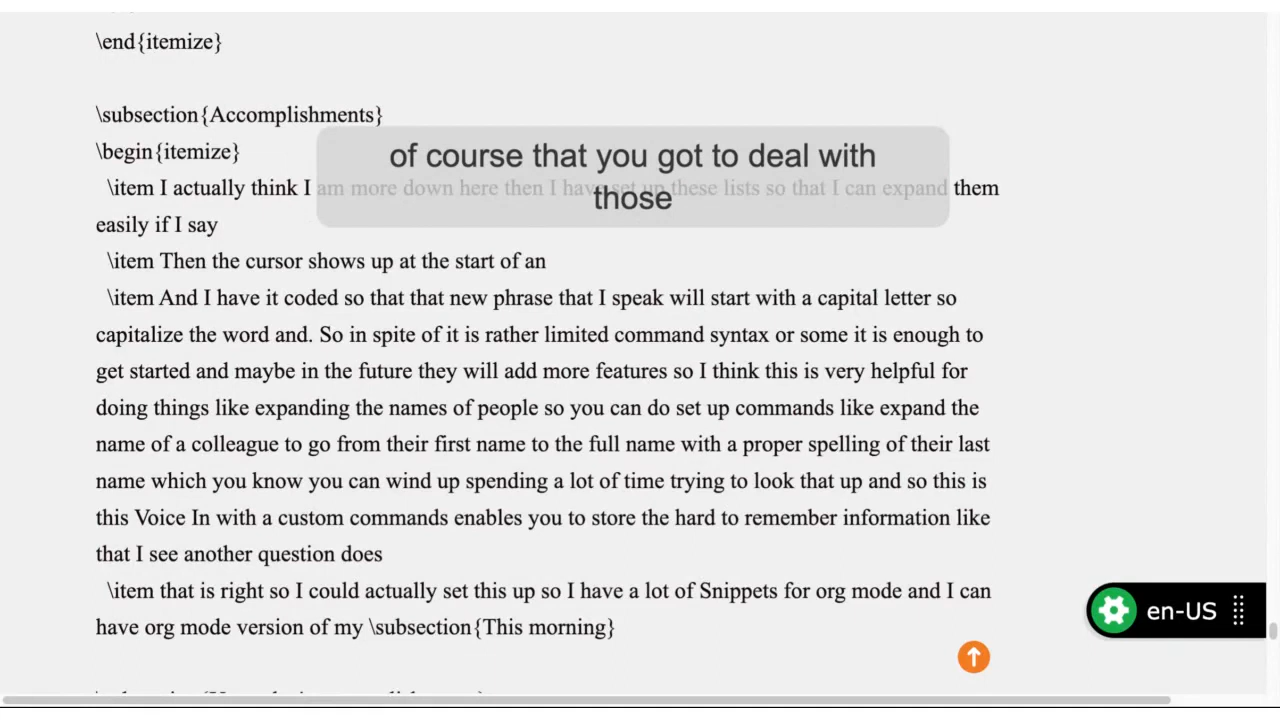 \end{itemize}
\subsection{Accomplishments}
\begin{itemize}
of course that you got to deal with
those
\item I actually think I am more down here then I have set up these lists so that I can expand them
easily if I say
\item Then the cursor shows up at the start of an
\item And I have it coded so that that new phrase that I speak will start with a capital letter so
capitalize the word and. So in spite of it is rather limited command syntax or some it is enough to
get started and maybe in the future they will add more features so I think this is very helpful for
doing things like expanding the names of people so you can do set up commands like expand the
name of a colleague to go from their first name to the full name with a proper spelling of their last
name which you know you can wind up spending a lot of time trying to look that up and so this is
this Voice In with a custom commands enables you to store the hard to remember information like
that I see another question does
\item that is right so I could actually set this up so I have a lot of Snippets for org mode and I can
have org mode version of my \subsection{This morning}
en-US